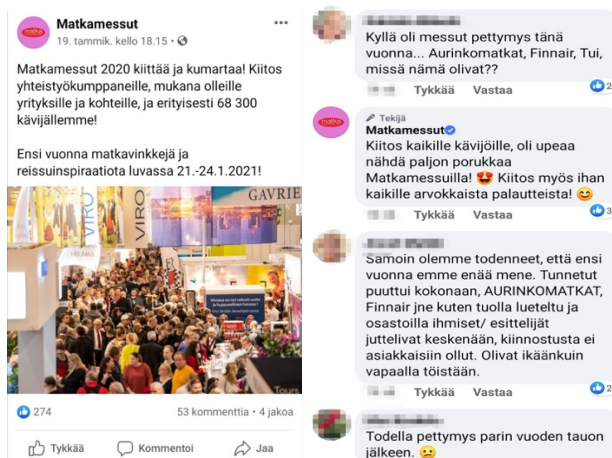 Matkamessut
19. tammik. kello 18.15 ·
Matkamessut 2020 kiittää ja kumartaa! Kiitos
yhteistyökumppaneille, mukana olleille
yrityksille ja kohteille, ja erityisesti 68 300
kävijällemme!
Ensi vuonna matkavinkkejä ja
reissuinspiraatiota luvassa 21.-24.1.2021!
VIRO
VIRO
GAVRIE
Tours
274
53 kommenttia • 4 jakoa
Tykkää
Kommentoi
Jaa
Kyllä oli messut pettymys tänä
vuonna... Aurinkomatkat, Finnair, Tui,
missä nämä olivat??
Tykkää Vastaa 2
Tekijä
matka
Matkamessut
Kiitos kaikille kävijöille, oli upeaa
nähdä paljon porukkaa
Matkamessuilla! 😍 Kiitos myös ihan
kaikille arvokkaista palautteista! 😊
Tykkää Vastaa 3
Samoin olemme todenneet, että ensi
vuonna emme enää mene. Tunnetut
puuttui kokonaan, AURINKOMATKAT,
Finnair jne kuten tuolla lueteltu ja
osastoilla ihmiset/ esittelijät
juttelivat keskenään, kiinnostusta ei
asiakkaisiin ollut. Olivat ikäänkuin
vapaalla töistään.
Tykkää Vastaa 2
Todella pettymys parin vuoden tauon
jälkeen. 😕